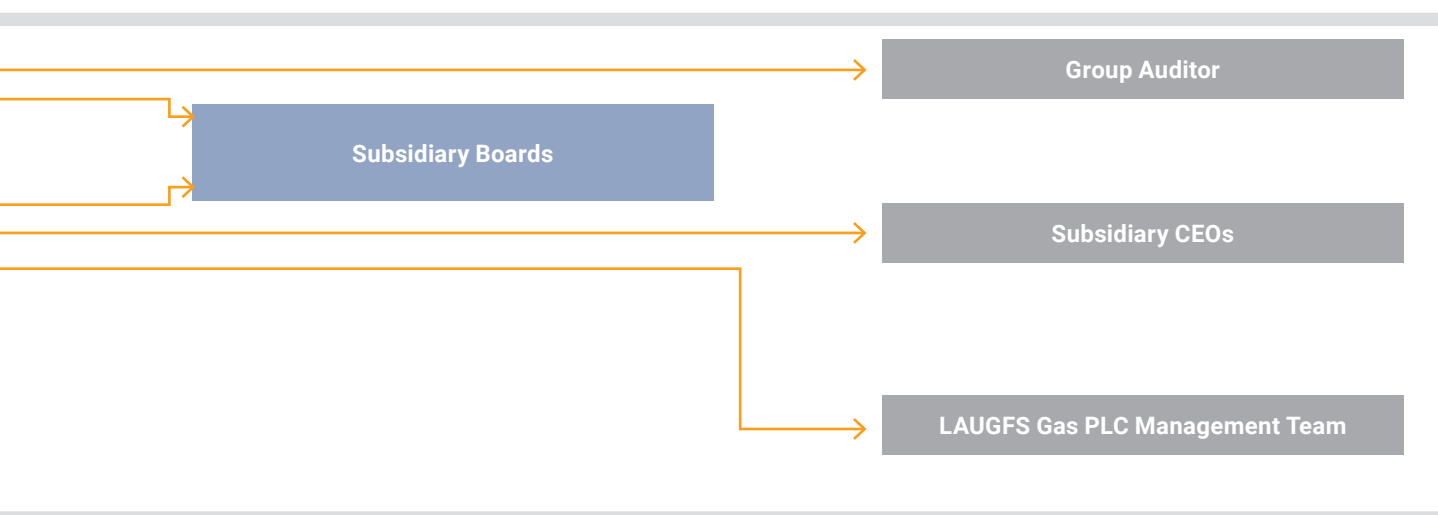 Group Auditor
Subsidiary Boards
Subsidiary CEOs
LAUGFS Gas PLC Management Team